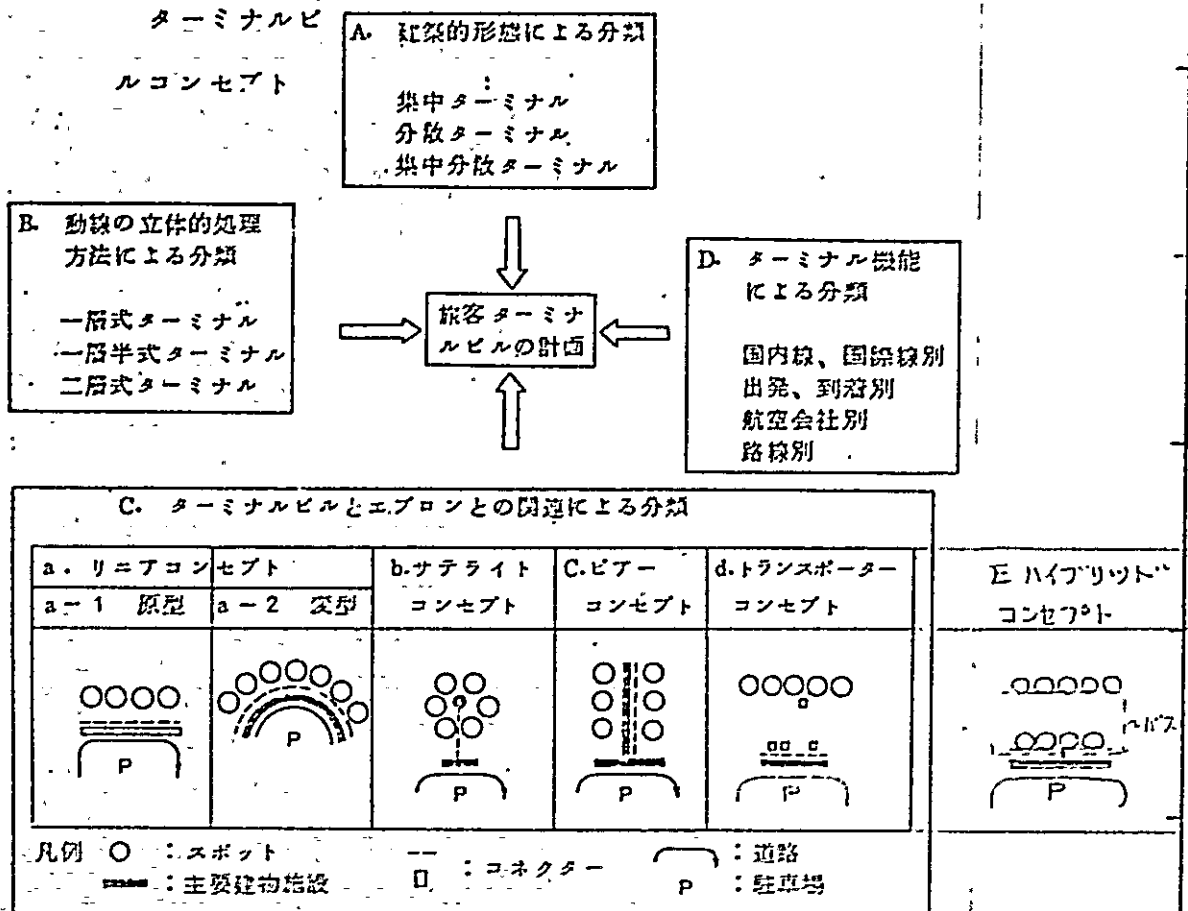 ターミナルビ
ルコンセプト
A. 建築的形態による分類
集中ターミナル
分散ターミナル
集中分散ターミナル
B. 動線の立体的処理
方法による分類
一層式ターミナル
一層半式ターミナル
二層式ターミナル
旅客ターミナ
ルビルの計画
D. ターミナル機能
による分類
国内線、国際線別
出発、到着別
航空会社別
路線別
C. ターミナルビルとエプロンとの関連による分類
a. リニアコンセプト
a-1 原型
a-2 変型
b.サテライト
コンセプト
C.ピアー
コンセプト
d.トランスポーター
コンセプト
E ハイブリット
コンセプト
P
P
P
P
P
バス
P
凡例
:スポット
:主要建物施設
:コネクター
:道路
P :駐車場